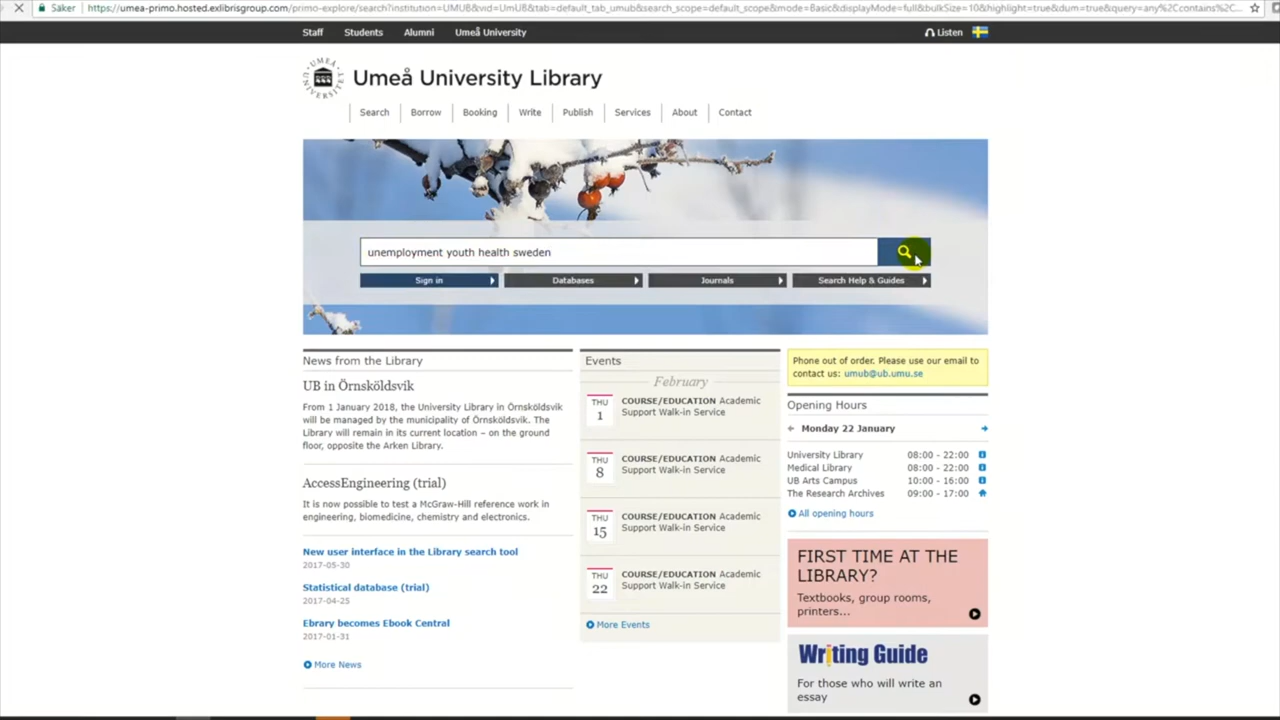 Säker https://umea-primo.hosted.exlibrisgroup.com/primo-explore/search?institution=UMUB&vid=UmUB&tab=default_tab_umub&search_scope=default_scope&mode=Basic&displayMode=full&bulkSize=10&highlight=true&dum=true&query=any%2Ccontains%2C...
Staff Students Alumni Umeå University Listen
UMEÅ UNIVERSITET
Umeå University Library
Search Borrow Booking Write Publish Services About Contact
unemployment youth health sweden
Sign in Databases Journals Search Help & Guides
News from the Library
UB in Örnsköldsvik
From 1 January 2018, the University Library in Örnsköldsvik
will be managed by the municipality of Örnsköldsvik. The
Library will remain in its current location – on the ground
floor, opposite the Arken Library.
AccessEngineering (trial)
It is now possible to test a McGraw-Hill reference work in
engineering, biomedicine, chemistry and electronics.
New user interface in the Library search tool
2017-05-30
Statistical database (trial)
2017-04-25
Ebrary becomes Ebook Central
2017-01-31
More News
Events
February
THU
1
COURSE/EDUCATION Academic
Support Walk-in Service
THU
8
COURSE/EDUCATION Academic
Support Walk-in Service
THU
15
COURSE/EDUCATION Academic
Support Walk-in Service
THU
22
COURSE/EDUCATION Academic
Support Walk-in Service
More Events
Phone out of order. Please use our email to
contact us: umub@ub.umu.se
Opening Hours
Monday 22 January
University Library 08:00 - 22:00
Medical Library 08:00 - 22:00
UB Arts Campus 10:00 - 16:00
The Research Archives 09:00 - 17:00
All opening hours
FIRST TIME AT THE
LIBRARY?
Textbooks, group rooms,
printers...
Writing Guide
For those who will write an
essay